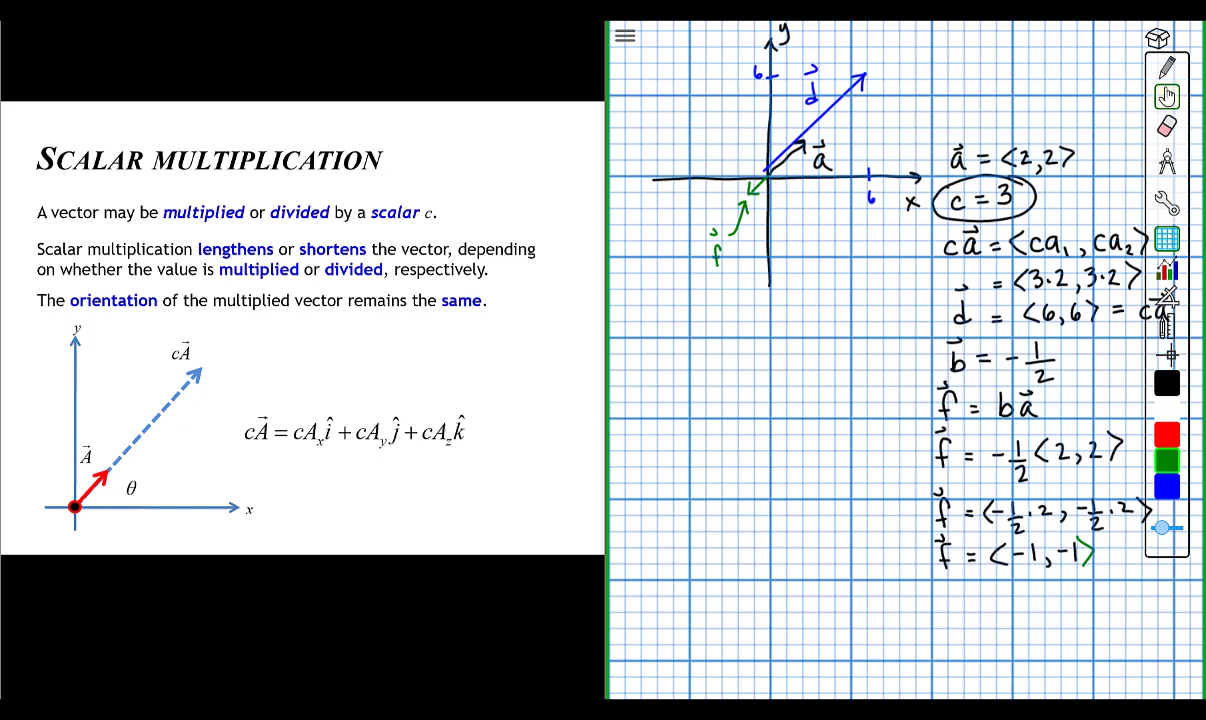 SCALAR MULTIPLICATION
A vector may be multiplied or divided by a scalar c.
Scalar multiplication lengthens or shortens the vector, depending
on whether the value is multiplied or divided, respectively.
The orientation of the multiplied vector remains the same.
y
cA⃗
A⃗
θ
x
cA⃗ = cAₓî + cA_yĵ + cA_zk̂
y
6
d⃗
a⃗
x
6
f⃗
a⃗ = <2,2>
c = 3
ca⃗ = <ca₁, ca₂>
= <3·2, 3·2>
d⃗ = <6,6> = ca⃗
b⃗ = -1/2
f⃗ = ba⃗
f⃗ = -1/2 <2,2>
f⃗ = <-1/2·2, -1/2·2>
f⃗ = <-1,-1>